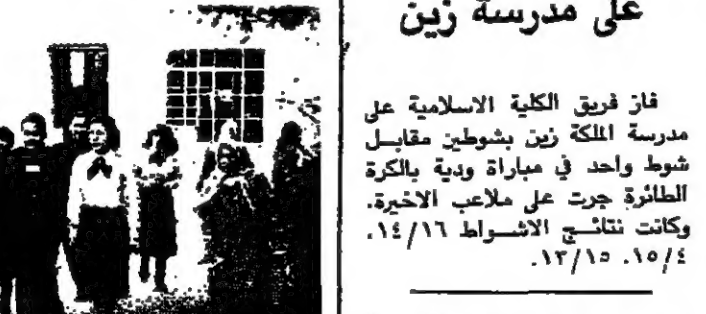 على مدرسة زين
فاز فريق الكلية الاسلامية على
مدرسة الملكة زين بشوطين مقابل
شوط واحد في مباراة ودية بالكرة
الطائرة جرت على ملاعب الاخيرة.
وكانت نتائج الاشواط ١٤/١٦،
١٥/٤، ١٣/١٥.